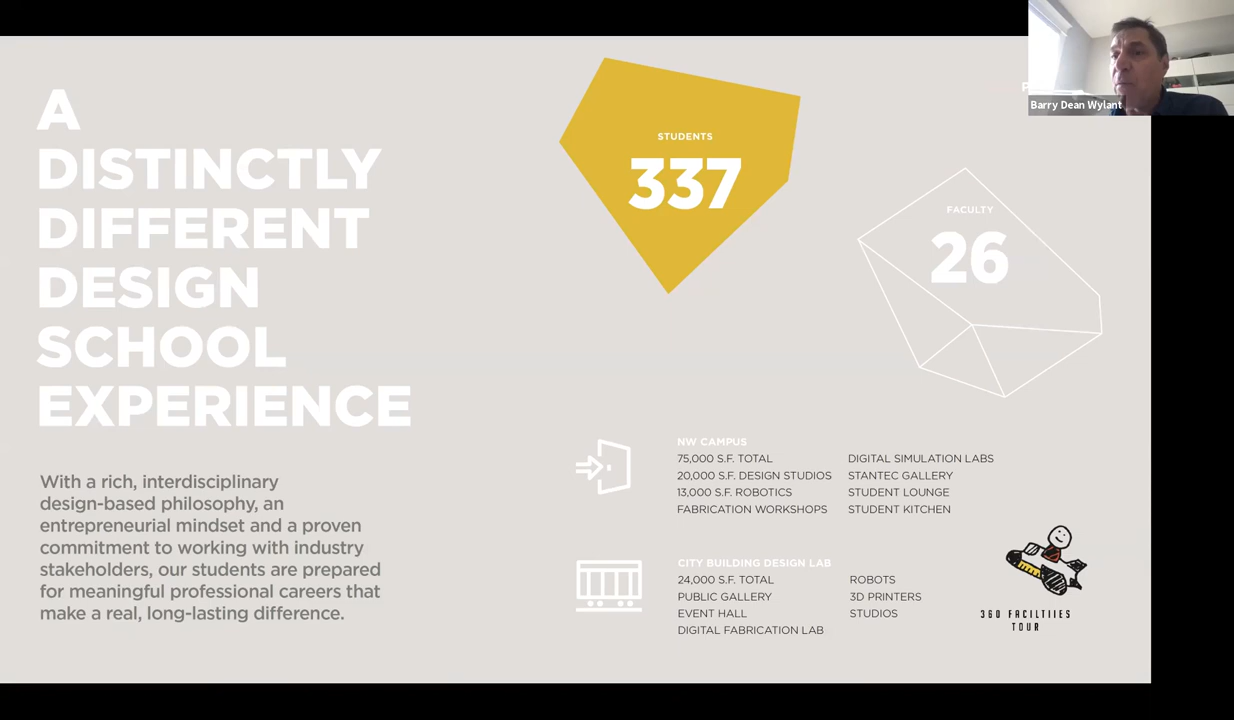 A
DISTINCTLY
DIFFERENT
DESIGN
SCHOOL
EXPERIENCE
With a rich, interdisciplinary
design-based philosophy, an
entrepreneurial mindset and a proven
commitment to working with industry
stakeholders, our students are prepared
for meaningful professional careers that
make a real, long-lasting difference.
STUDENTS
337
FACULTY
26
NW CAMPUS
75,000 S.F. TOTAL
20,000 S.F. DESIGN STUDIOS
13,000 S.F. ROBOTICS
FABRICATION WORKSHOPS
DIGITAL SIMULATION LABS
STANTEC GALLERY
STUDENT LOUNGE
STUDENT KITCHEN
CITY BUILDING DESIGN LAB
24,000 S.F. TOTAL
PUBLIC GALLERY
EVENT HALL
DIGITAL FABRICATION LAB
ROBOTS
3D PRINTERS
STUDIOS
360 FACILTIIES
TOUR
Barry Dean Wylant